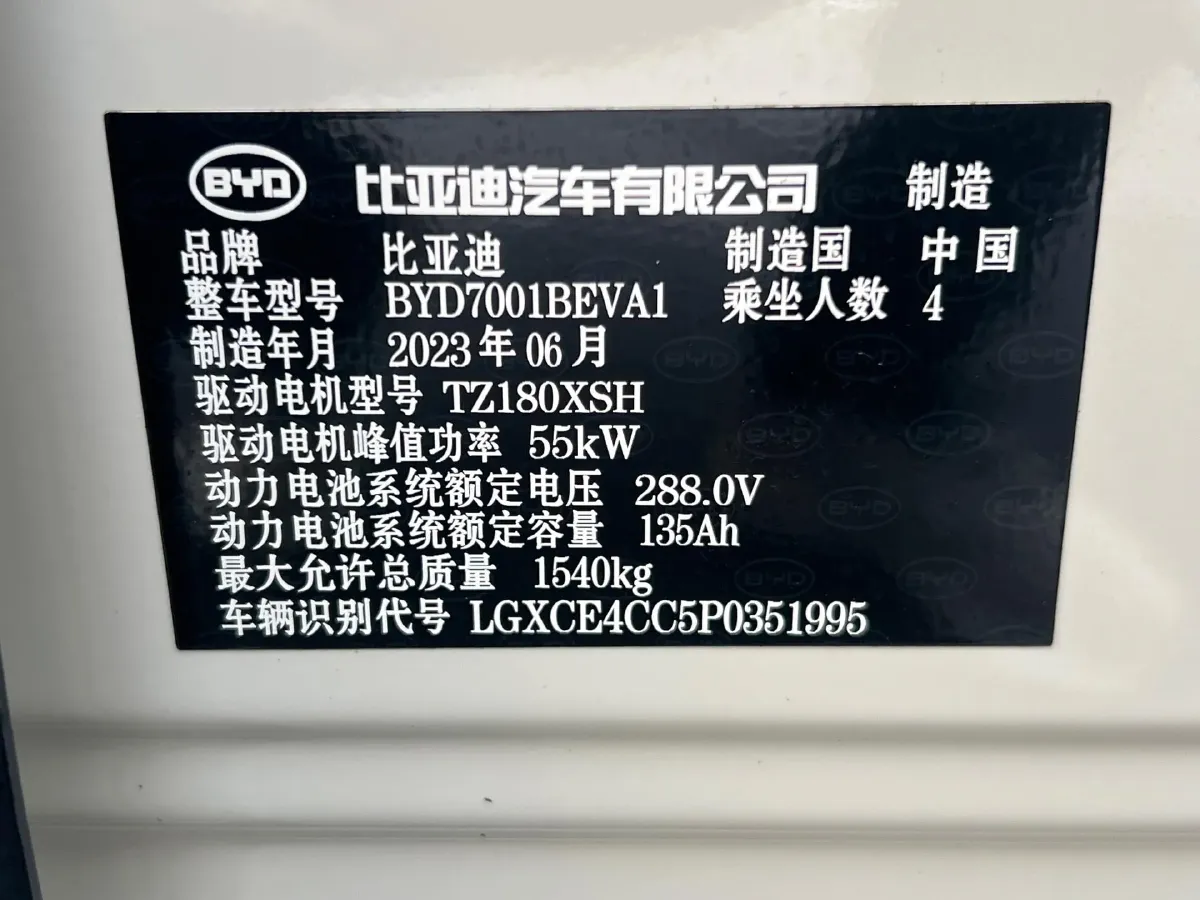 BYD 比亚迪汽车有限公司 制造
品牌 比亚迪 制造国 中国
整车型号 BYD7001BEVA1 乘坐人数 4
制造年月 2023年06月
驱动电机型号 TZ180XSH
驱动电机峰值功率 55kW
动力电池系统额定电压 288.0V
动力电池系统额定容量 135Ah
最大允许总质量 1540kg
车辆识别代号 LGXCE4CC5P0351995